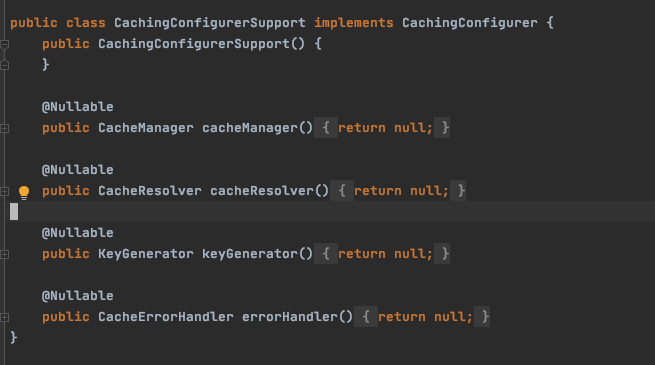 public class CachingConfigurerSupport implements CachingConfigurer {
public CachingConfigurerSupport() {
}
@Nullable
public CacheManager cacheManager() { return null; }
@Nullable
public CacheResolver cacheResolver() { return null; }
@Nullable
public KeyGenerator keyGenerator() { return null; }
@Nullable
public CacheErrorHandler errorHandler() { return null; }
}